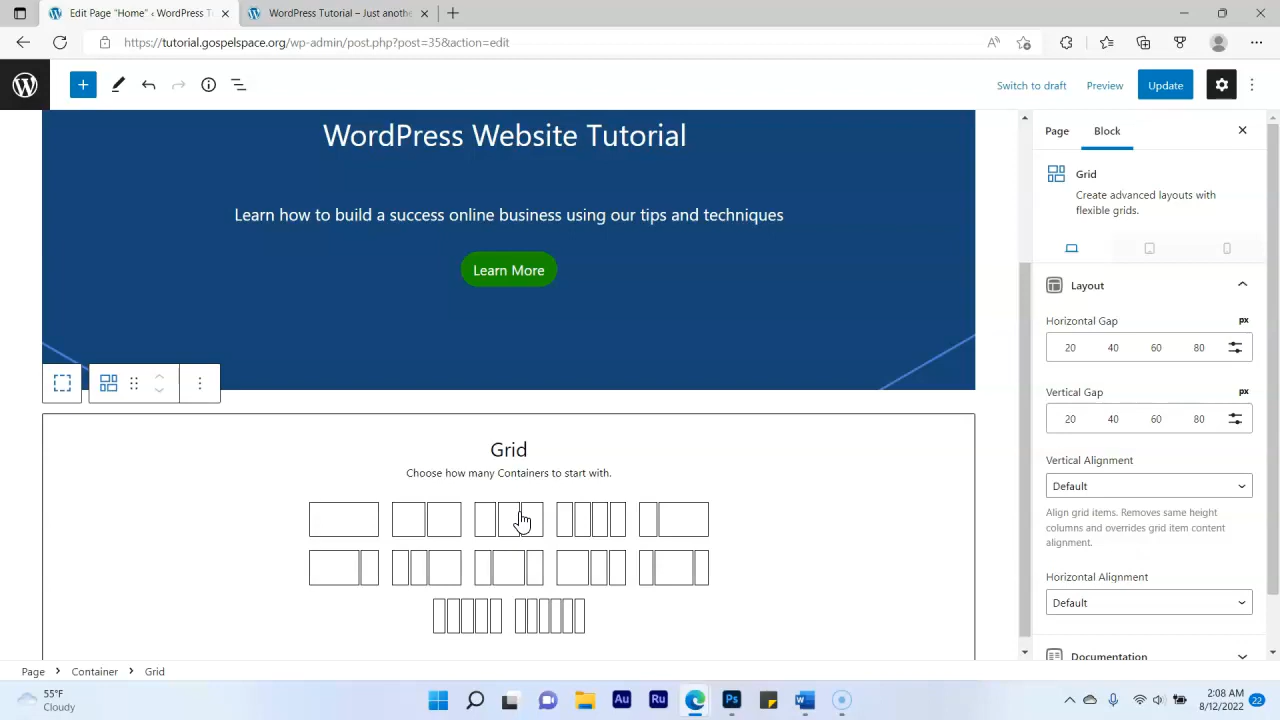 Edit Page "Home" ‹ WordPress Tu
WordPress Tutorial – Just anothe
https://tutorial.gospelspace.org/wp-admin/post.php?post=35&action=edit
Switch to draft
Preview
Update
WordPress Website Tutorial
Learn how to build a success online business using our tips and techniques
Learn More
Grid
Choose how many Containers to start with.
Page
Block
Grid
Create advanced layouts with
flexible grids.
Layout
Horizontal Gap
px
20 40 60 80
Vertical Gap
px
20 40 60 80
Vertical Alignment
Default
Align grid items. Removes same height
columns and overrides grid item content
alignment.
Horizontal Alignment
Default
Documentation
Page > Container > Grid
55°F
Cloudy
Au
Ru
Ps
2:08 AM
8/12/2022
22